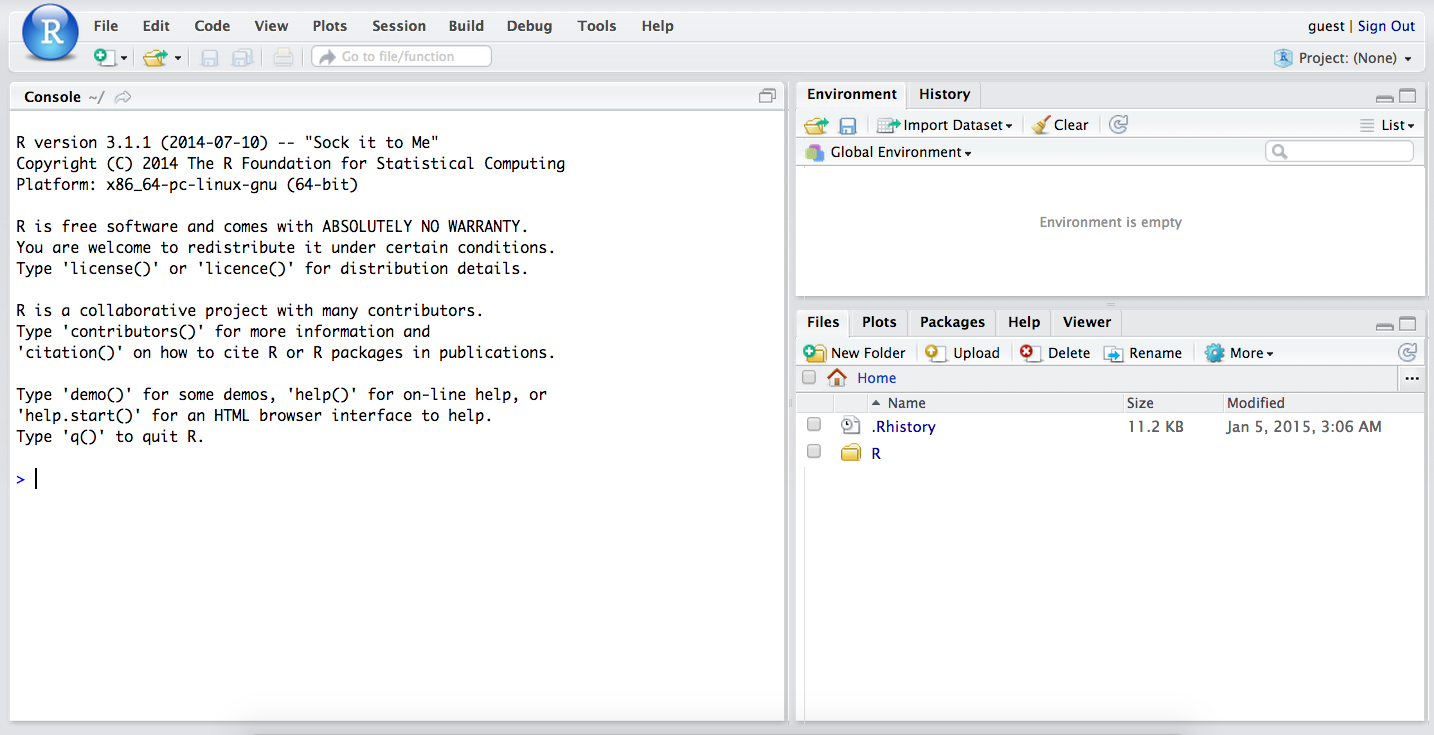 R
File Edit Code View Plots Session Build Debug Tools Help
guest | Sign Out
Go to file/function
R Project: (None)
Console ~/
R version 3.1.1 (2014-07-10) -- "Sock it to Me"
Copyright (C) 2014 The R Foundation for Statistical Computing
Platform: x86_64-pc-linux-gnu (64-bit)
R is free software and comes with ABSOLUTELY NO WARRANTY.
You are welcome to redistribute it under certain conditions.
Type 'license()' or 'licence()' for distribution details.
R is a collaborative project with many contributors.
Type 'contributors()' for more information and
'citation()' on how to cite R or R packages in publications.
Type 'demo()' for some demos, 'help()' for on-line help, or
'help.start()' for an HTML browser interface to help.
Type 'q()' to quit R.
>
Environment History
Import Dataset Clear List
Global Environment
Environment is empty
Files Plots Packages Help Viewer
New Folder Upload Delete Rename More
Home ...
Name Size Modified
.Rhistory 11.2 KB Jan 5, 2015, 3:06 AM
R